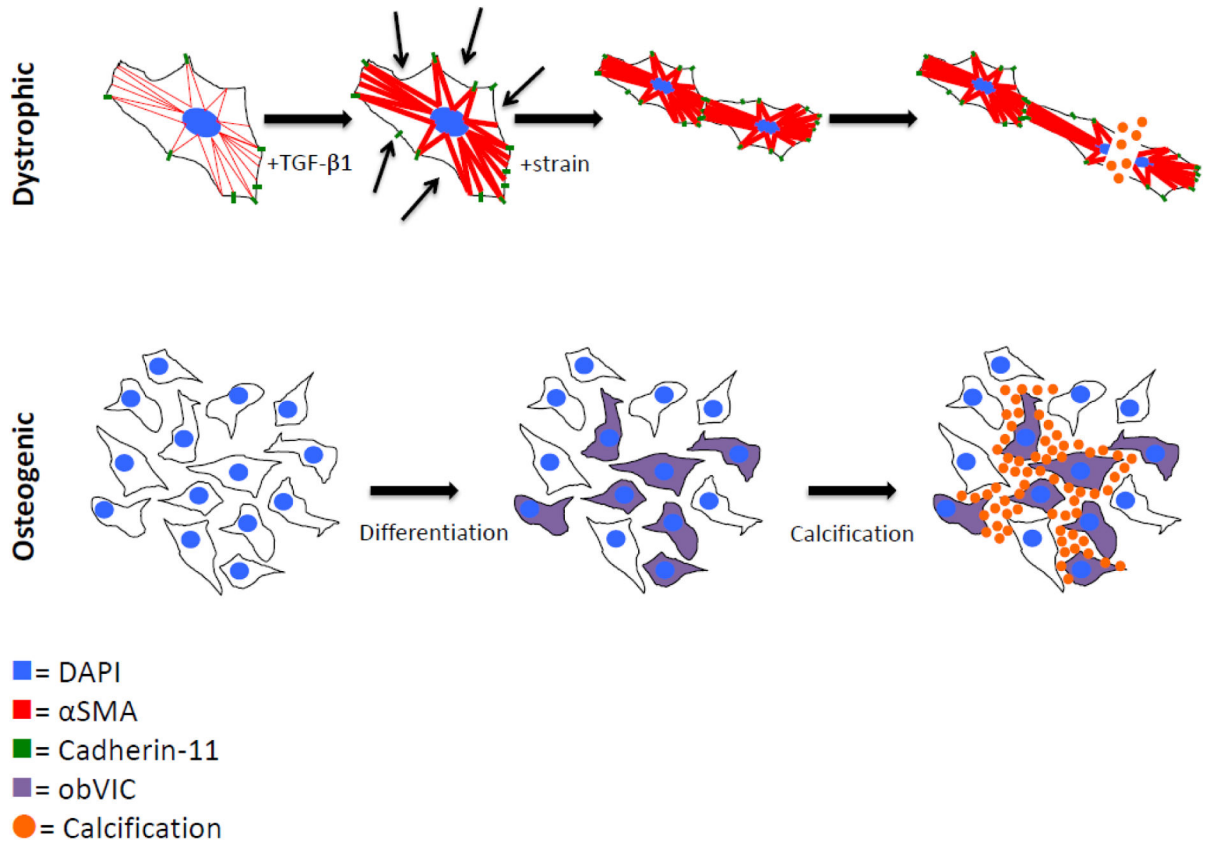 Dystrophic
+TGF-β1
+strain
Osteogenic
Differentiation
Calcification
= DAPI
= αSMA
= Cadherin-11
= obVIC
= Calcification